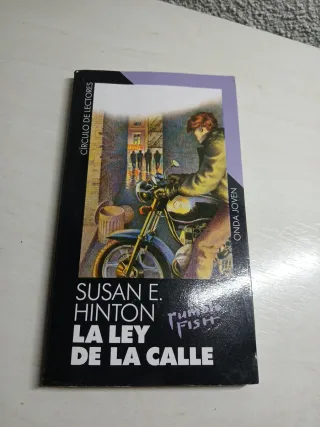 CÍRCULO DE LECTORES
ONDA JOVEN
SUSAN E.
HINTON
rumble
FISH
LA LEY
DE LA CALLE